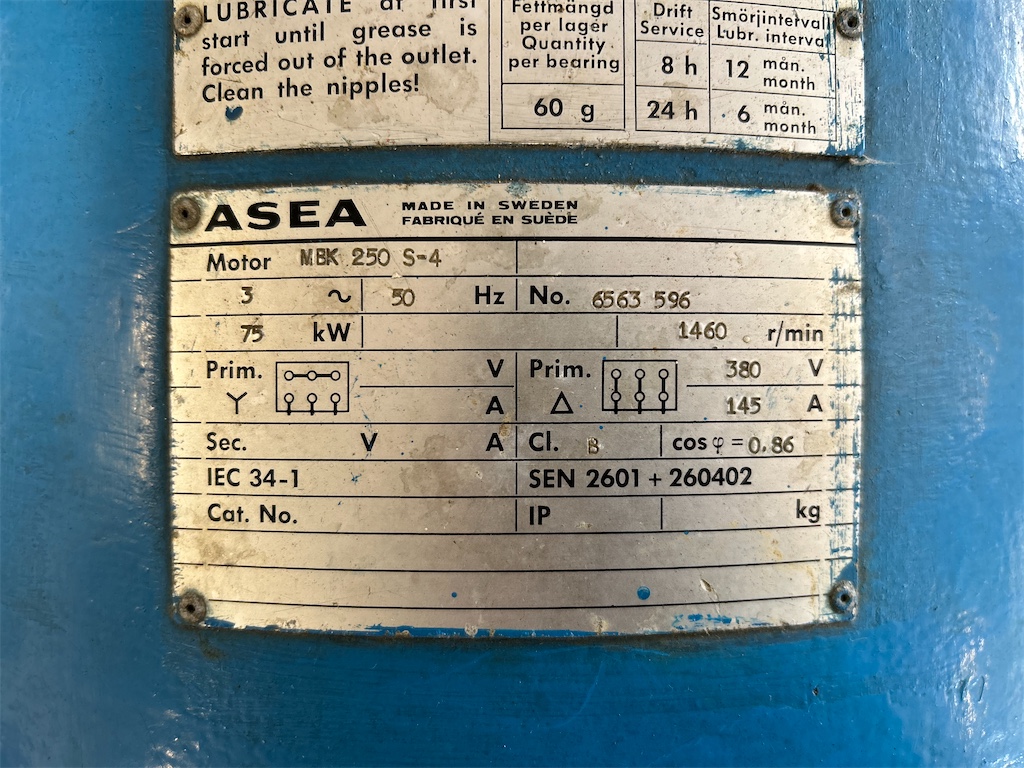 LUBRICATE at first
start until grease is
forced out of the outlet.
Clean the nipples!
Fettmängd
per lager
Quantity
per bearing
60 g
Drift
Service
8 h
24 h
Smörjintervall
Lubr. interval
12 mån.
month
6 mån.
month
ASEA MADE IN SWEDEN
FABRIQUÉ EN SUÈDE
Motor MBK 250 S-4
3 ~ 50 Hz No. 6563 596
75 kW 1460 r/min
Prim. V Prim. 380 V
Y A Δ 145 A
Sec. V A Cl. B cos φ = 0.86
IEC 34-1 SEN 2601 + 260402
Cat. No. IP kg